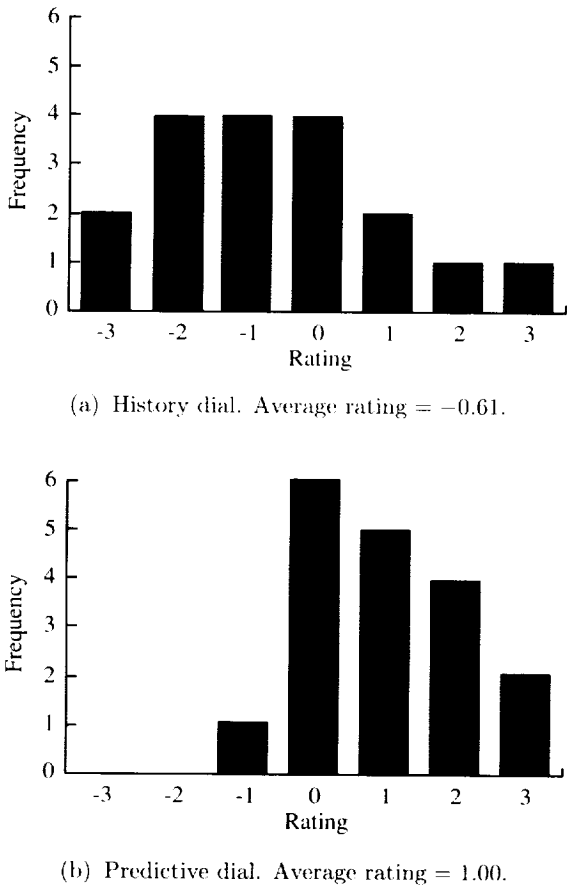 6
5
4
3
2
1
0
Frequency
-3 -2 -1 0 1 2 3
Rating
(a) History dial. Average rating = −0.61.
6
5
4
3
2
1
0
Frequency
-3 -2 -1 0 1 2 3
Rating
(b) Predictive dial. Average rating = 1.00.